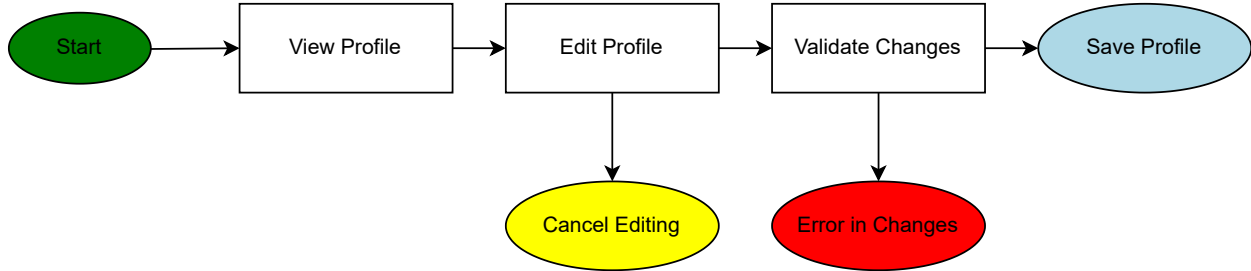 Start
View Profile
Edit Profile
Validate Changes
Save Profile
Cancel Editing
Error in Changes